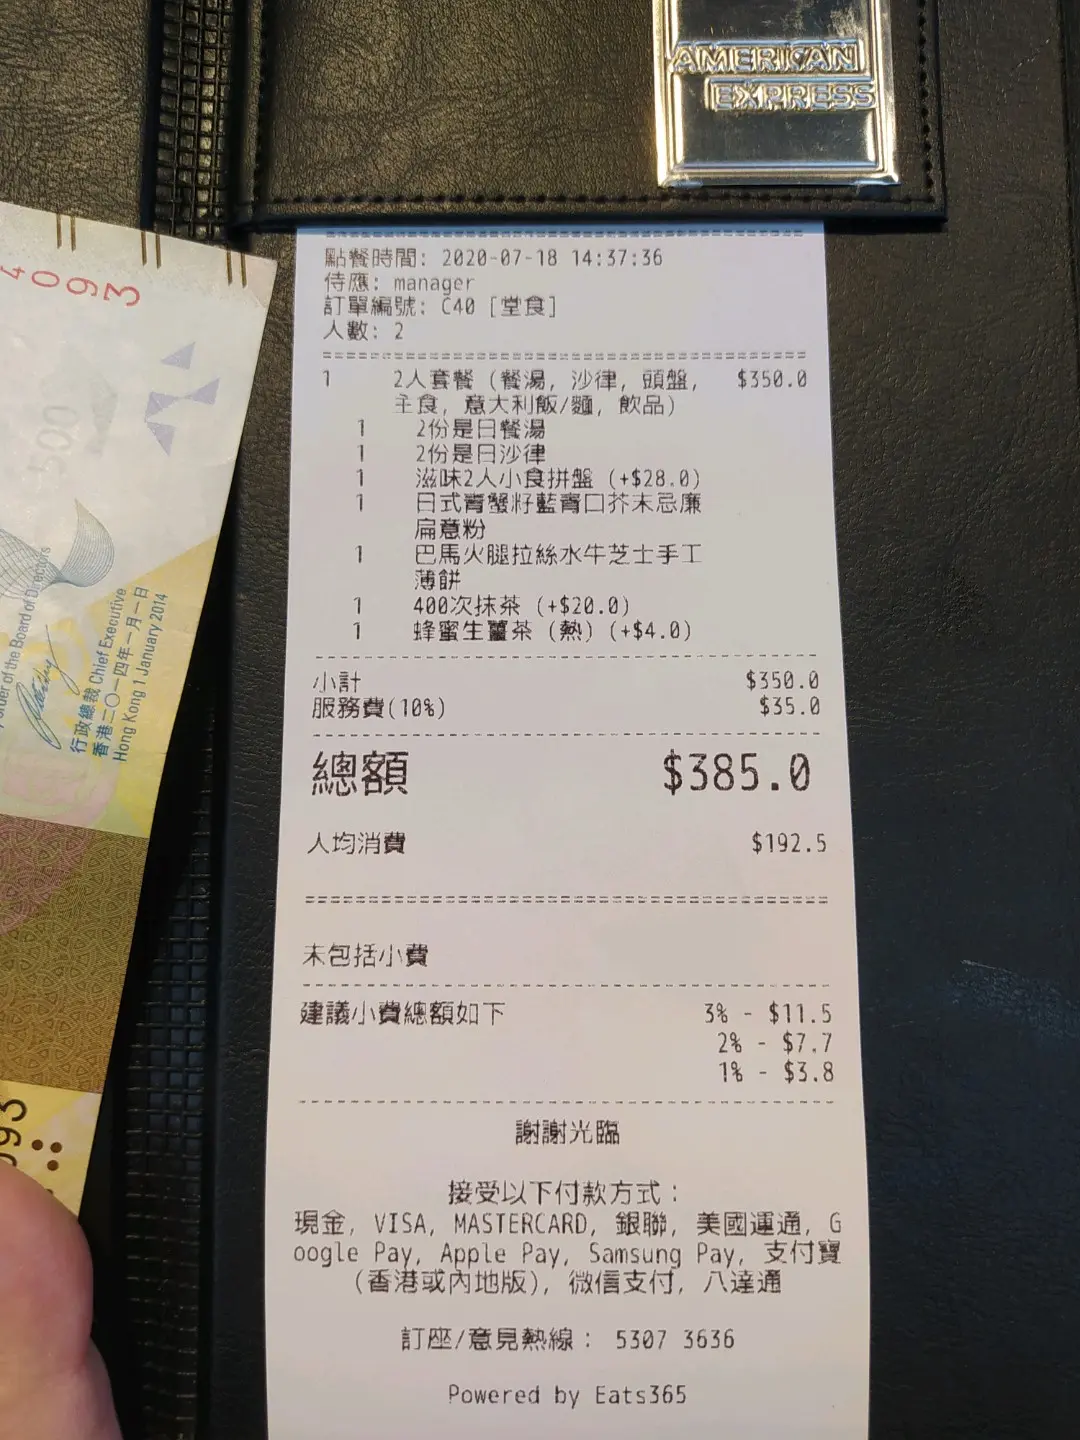 AMERICAN
EXPRESS
點餐時間: 2020-07-18 14:37:36
侍應: manager
訂單編號: C40 [堂食]
人數: 2
1 2人套餐 (餐湯, 沙律, 頭盤, $350.0
主食, 意大利飯/麵, 飲品)
1 2份是日餐湯
1 2份是日沙律
1 滋味2人小食拼盤 (+$28.0)
1 日式青蟹籽藍青口芥末忌廉
扁意粉
1 巴馬火腿拉絲水牛芝士手工
薄餅
1 400次抹茶 (+$20.0)
1 蜂蜜生薑茶 (熱) (+$4.0)
小計 $350.0
服務費(10%) $35.0
總額 $385.0
人均消費 $192.5
未包括小費
建議小費總額如下 3% - $11.5
2% - $7.7
1% - $3.8
謝謝光臨
接受以下付款方式：
現金, VISA, MASTERCARD, 銀聯, 美國運通, G
oogle Pay, Apple Pay, Samsung Pay, 支付寶
(香港或內地版), 微信支付, 八達通
訂座/意見熱線： 5307 3636
Powered by Eats365
4093
500
order of the Board of Directors
行政總裁 Chief Executive
香港二〇一四年一月一日
Hong Kong 1 January 2014
093